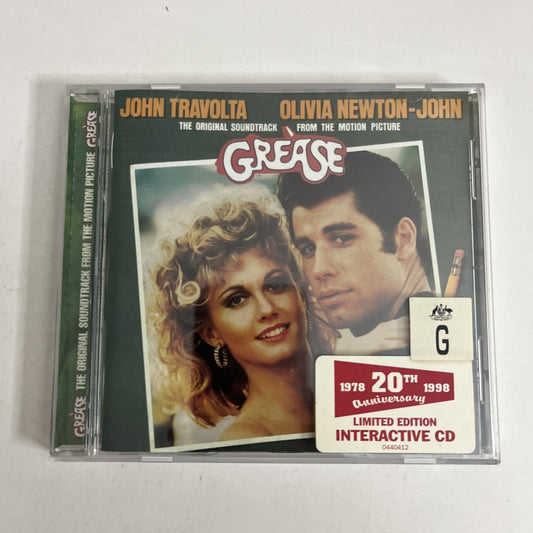 JOHN TRAVOLTA OLIVIA NEWTON-JOHN
THE ORIGINAL SOUNDTRACK FROM THE MOTION PICTURE
GREASE
G
1978 20TH 1998
Anniversary
LIMITED EDITION
INTERACTIVE CD
0440412
GREASE THE ORIGINAL SOUNDTRACK FROM THE MOTION PICTURE GREASE